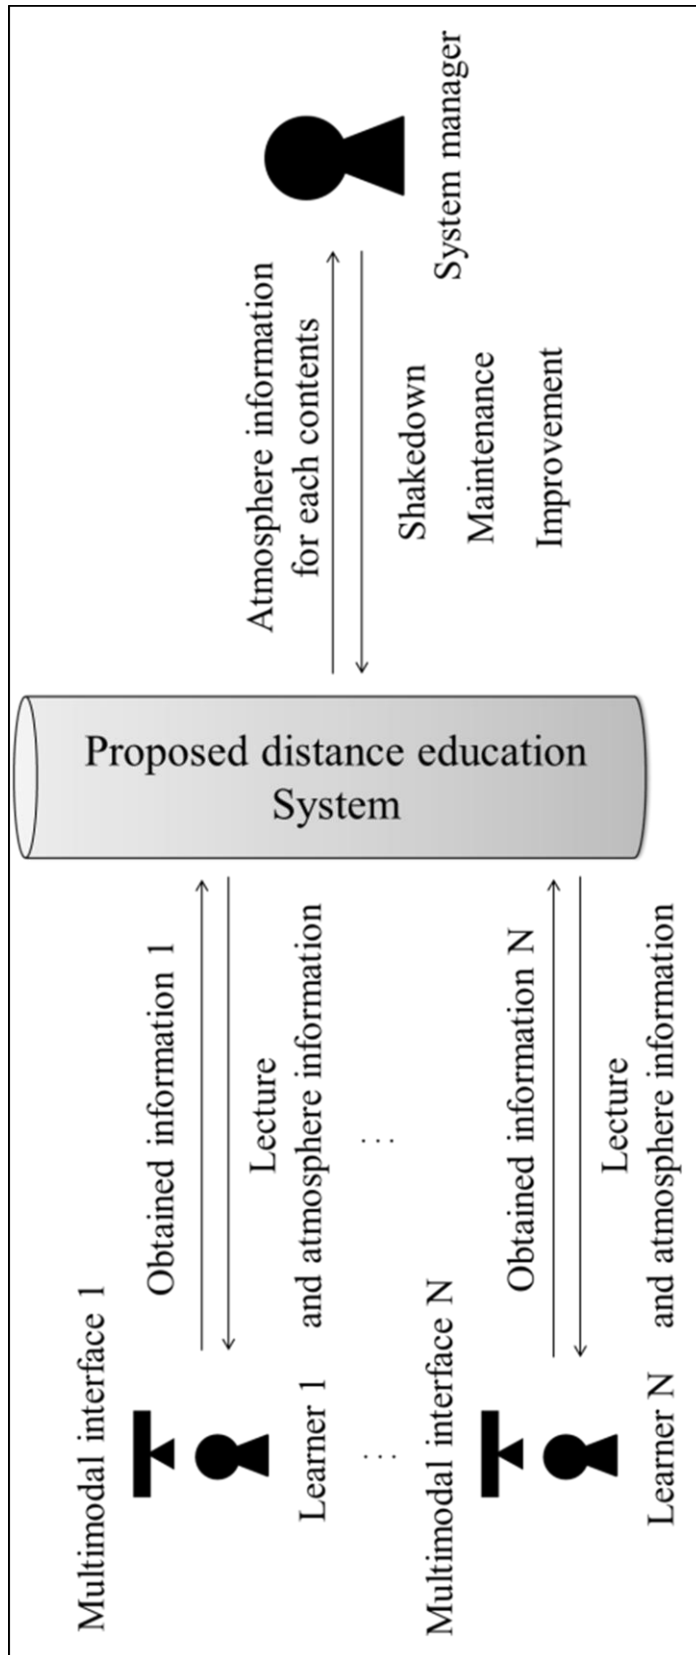 Multimodal interface 1
Obtained information 1
Lecture
and atmosphere information
Learner 1
...
...
Multimodal interface N
Obtained information N
Lecture
and atmosphere information
Learner N
Proposed distance education
System
Atmosphere information
for each contents
Shakedown
Maintenance
Improvement
System manager